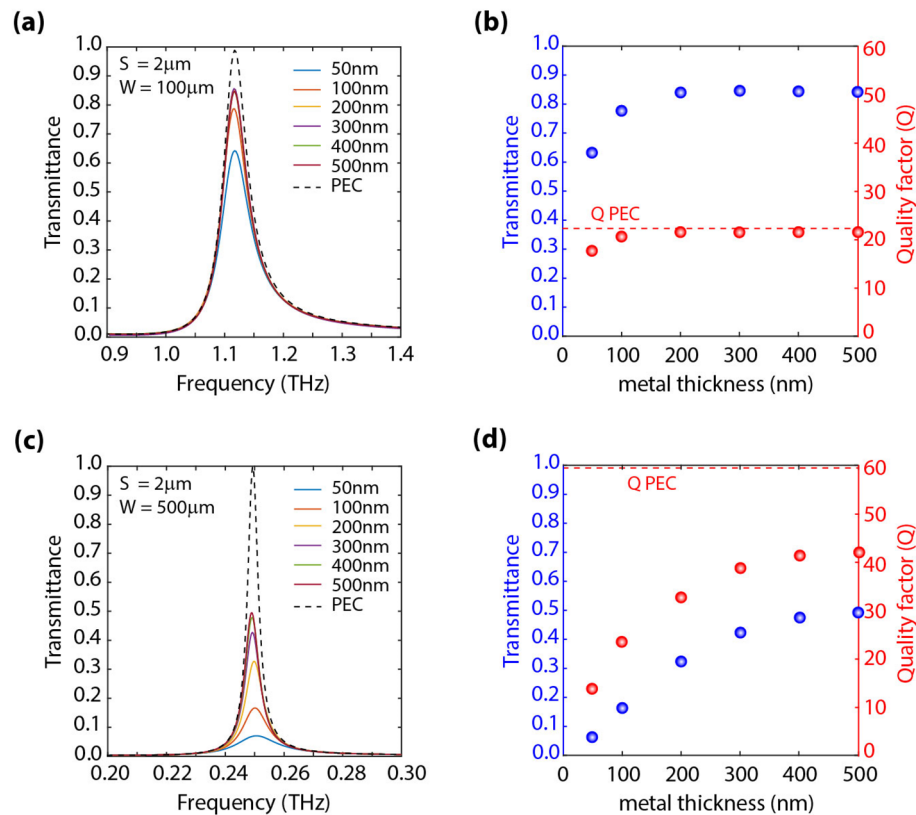 (a)
S = 2μm
W = 100μm
50nm
100nm
200nm
300nm
400nm
500nm
PEC
Transmittance
1.0
0.9
0.8
0.7
0.6
0.5
0.4
0.3
0.2
0.1
0.0
0.9 1.0 1.1 1.2 1.3 1.4
Frequency (THz)
(b)
Transmittance
1.0
0.9
0.8
0.7
0.6
0.5
0.4
0.3
0.2
0.1
0.0
Q PEC
60
50
40
30
20
10
0
Quality factor (Q)
0 100 200 300 400 500
metal thickness (nm)
(c)
S = 2μm
W = 500μm
50nm
100nm
200nm
300nm
400nm
500nm
PEC
Transmittance
1.0
0.9
0.8
0.7
0.6
0.5
0.4
0.3
0.2
0.1
0.0
0.20 0.22 0.24 0.26 0.28 0.30
Frequency (THz)
(d)
Transmittance
1.0
0.9
0.8
0.7
0.6
0.5
0.4
0.3
0.2
0.1
0.0
Q PEC
60
50
40
30
20
10
0
Quality factor (Q)
0 100 200 300 400 500
metal thickness (nm)